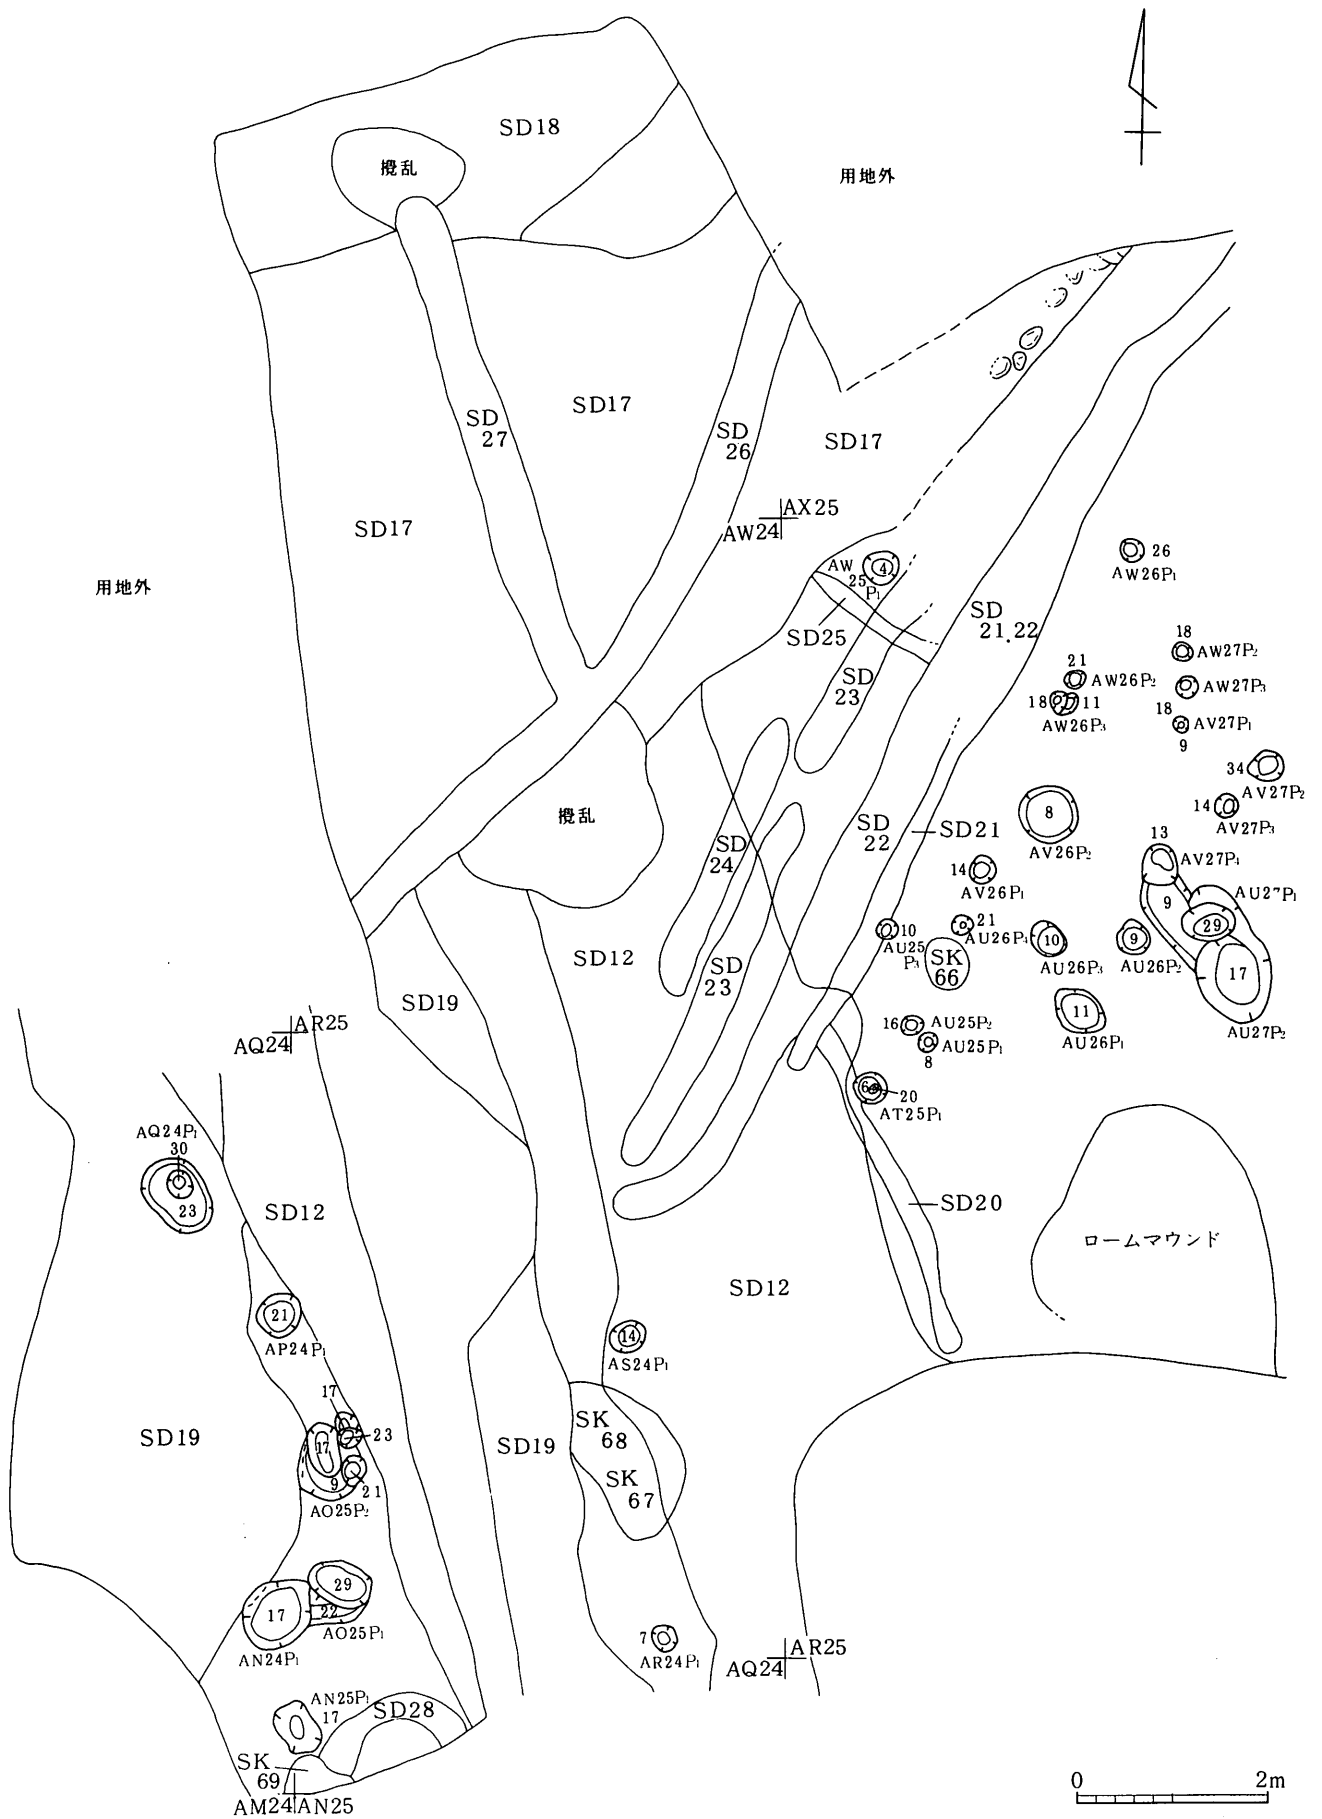 SD18
攪乱
用地外
SD17
SD
27
SD
26
SD17
SD17
AX25
AW24
AW
25
P1
4
26
AW26P1
用地外
SD25
SD
21.22
18
AW27P2
21
AW26P2
AW27P3
SD
23
18
11
AW26P3
18
AV27P1
9
34
AV27P2
14
AV27P3
8
AV26P2
攪乱
SD
22
SD21
SD
24
13
14
AV26P1
9
AU27P1
29
10
AU25
P3
21
10
AU26P3
9
AU26P2
SK
66
17
AU27P2
SD12
SD
23
SD19
11
AU26P1
16
AU25P2
AU25P1
8
AR25
AQ24
6
20
AT25P1
AQ24P1
30
23
SD12
SD20
ロームマウンド
SD12
21
AP24P1
14
AS24P1
17
17
23
9
21
AO25P2
SD19
SD19
SK
68
SK
67
29
17
22
AO25P1
AN24P1
7
AR24P1
AR25
AQ24
AN25P1
17
SD28
SK
69
AM24
AN25
0
2m